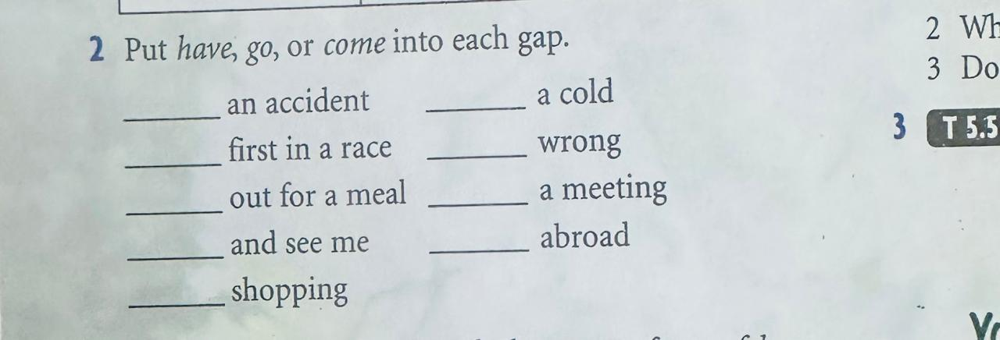 2 Put have, go, or come into each gap.
______ an accident
______ first in a race
______ out for a meal
______ and see me
______ shopping
______ a cold
______ wrong
______ a meeting
______ abroad
2 Wh
3 Do
3 T 5.5